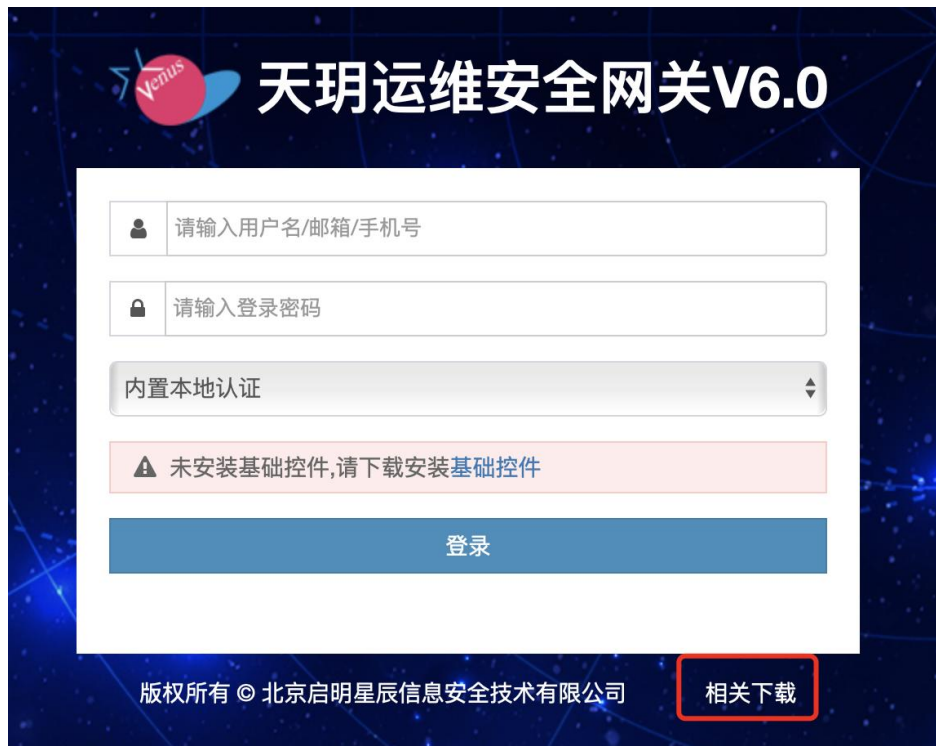 Venus
天玥运维安全网关V6.0
请输入用户名/邮箱/手机号
请输入登录密码
内置本地认证
未安装基础控件,请下载安装基础控件
登录
版权所有 © 北京启明星辰信息安全技术有限公司 相关下载